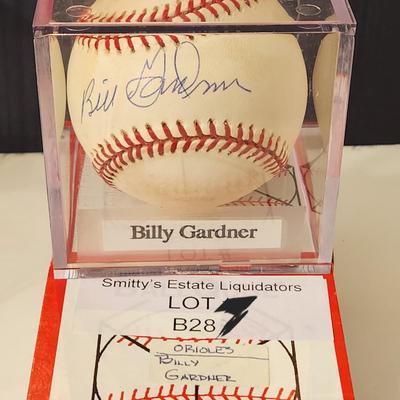 Bill Gardner
Billy Gardner
Smitty's Estate Liquidators
LOT
B28
ORIOLES
BILLY
GARDNER